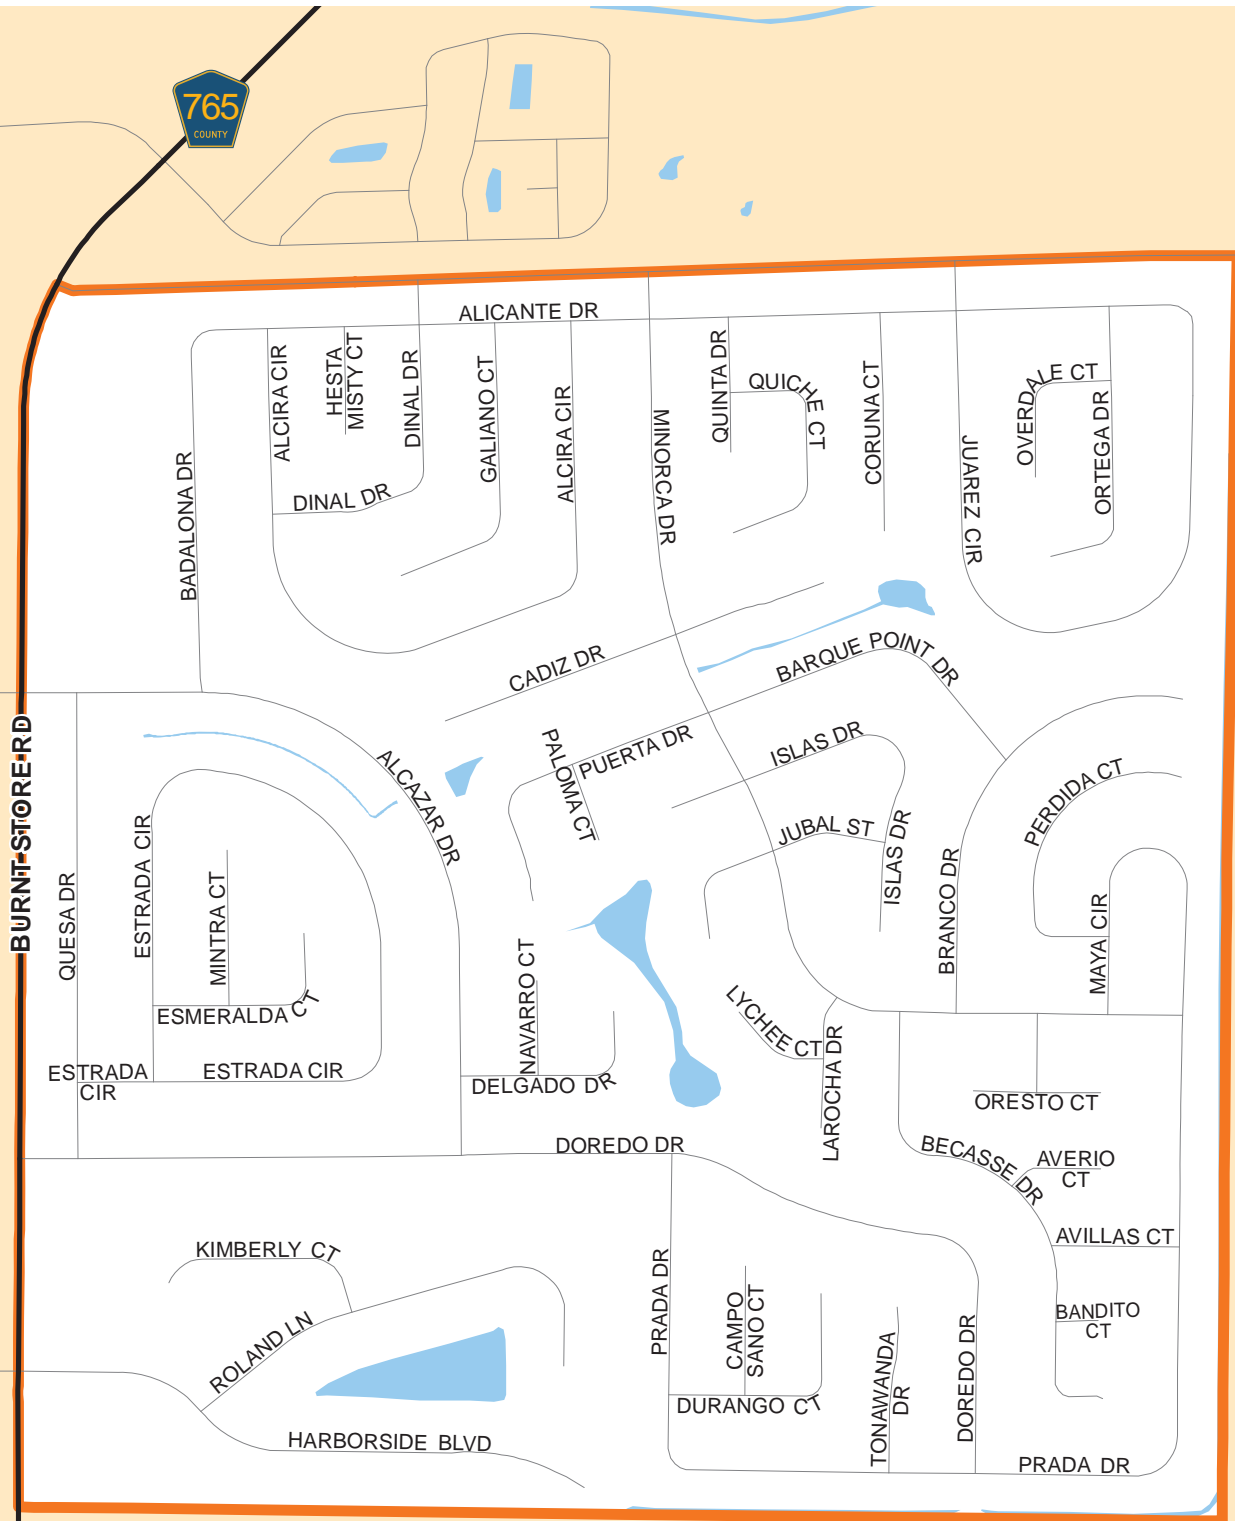 765
COUNTY
ALICANTE DR
ALCIRA CIR
HESTA
MISTY CT
DINAL DR
GALIANO CT
ALCIRA CIR
MINORCA DR
QUINTA DR
QUICHE CT
CORUNA CT
JUAREZ CIR
OVERDALE CT
ORTEGA DR
BADALONA DR
DINAL DR
CADIZ DR
BARQUE POINT DR
PALOMA CT
PUERTA DR
ISLAS DR
ALCAZAR DR
PERDIDA CT
JUBAL ST
ISLAS DR
BURNT STORE RD
QUESA DR
ESTRADA CIR
MINTRA CT
BRANCO DR
MAYA CIR
NAVARRO CT
LYCHEE CT
ESMERALDA CT
LAROCHA DR
ESTRADA
CIR
ESTRADA CIR
DELGADO DR
ORESTO CT
DOREDO DR
BECASSE DR
AVERIO
CT
AVILLAS CT
KIMBERLY CT
PRADA DR
CAMPO
SANO CT
BANDITO
CT
ROLAND LN
TONAWANDA
DR
DOREDO DR
DURANGO CT
HARBORSIDE BLVD
PRADA DR